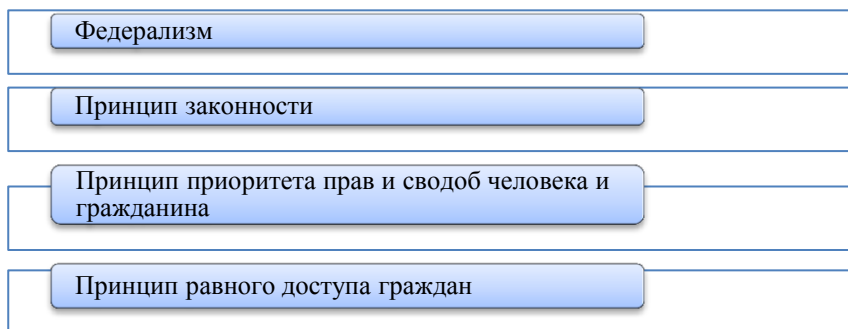 Федерализм
Принцип законности
Принцип приоритета прав и сводоб человека и
гражданина
Принцип равного доступа граждан